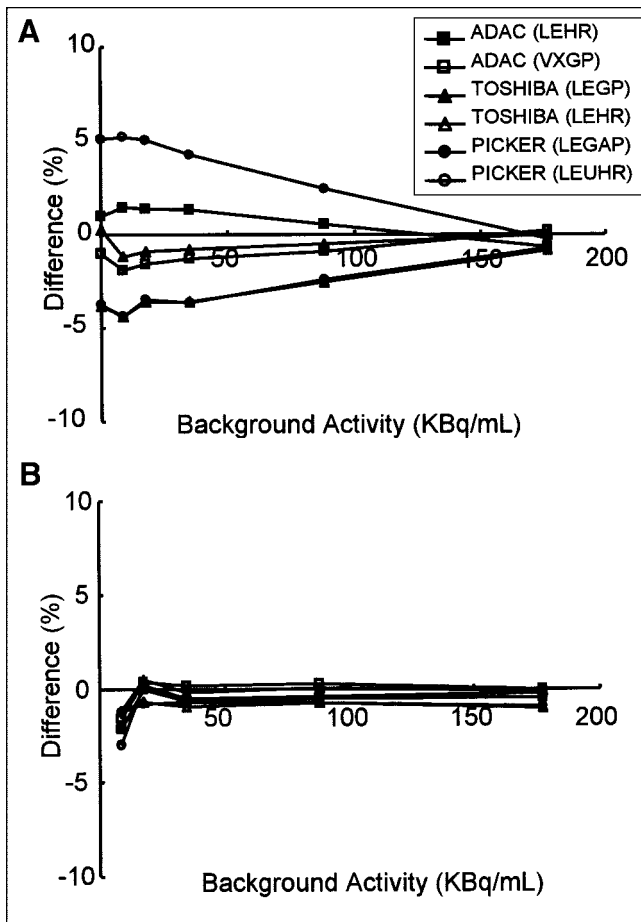 A
ADAC (LEHR)
ADAC (VXGP)
TOSHIBA (LEGP)
TOSHIBA (LEHR)
PICKER (LEGAP)
PICKER (LEUHR)
10
5
0
-5
-10
50
100
150
200
Difference (%)
Background Activity (KBq/mL)
B
10
5
0
-5
-10
50
100
150
200
Difference (%)
Background Activity (KBq/mL)